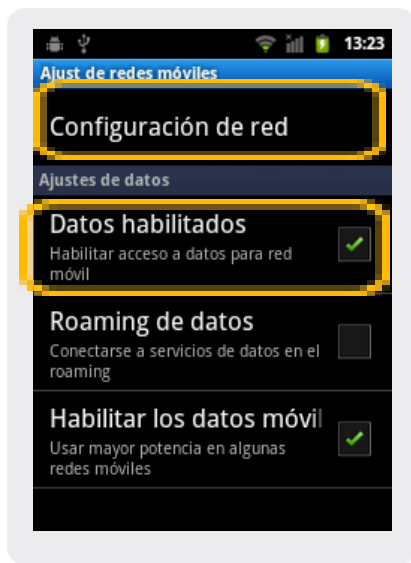 13:23
Ajust de redes móviles
Configuración de red
Ajustes de datos
Datos habilitados
Habilitar acceso a datos para red
móvil
Roaming de datos
Conectarse a servicios de datos en el
roaming
Habilitar los datos móvil
Usar mayor potencia en algunas
redes móviles